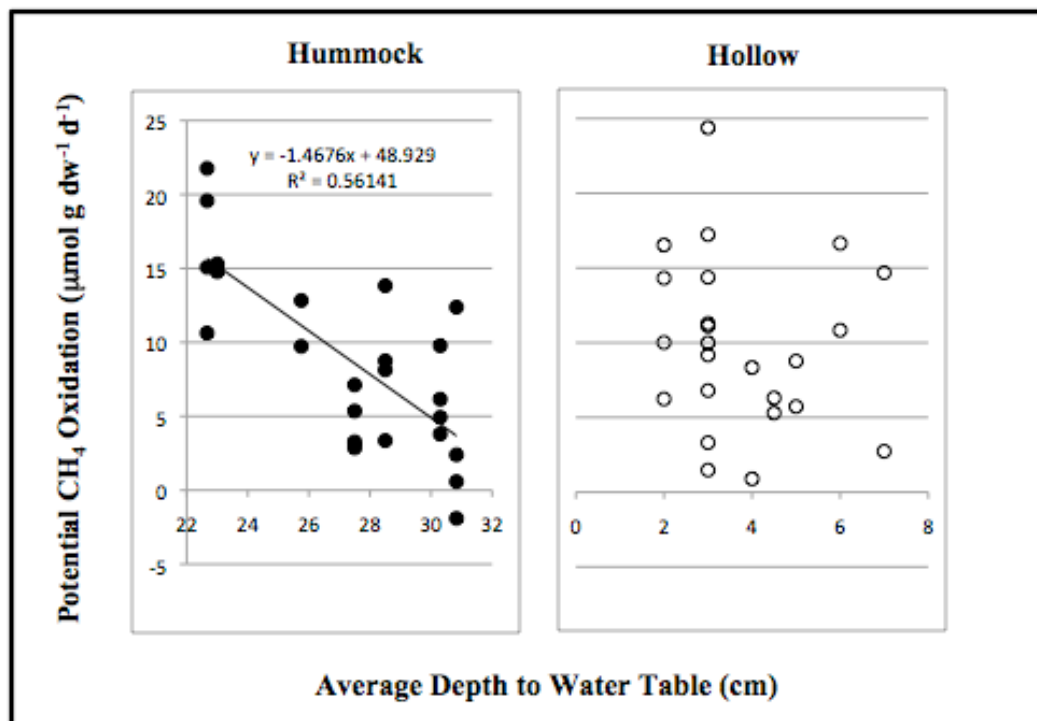 Hummock
Hollow
Potential CH₄ Oxidation (µmol g dw⁻¹ d⁻¹)
25
20
15
10
5
0
-5
y = -1.4676x + 48.929
R² = 0.56141
22 24 26 28 30 32
0 2 4 6 8
Average Depth to Water Table (cm)